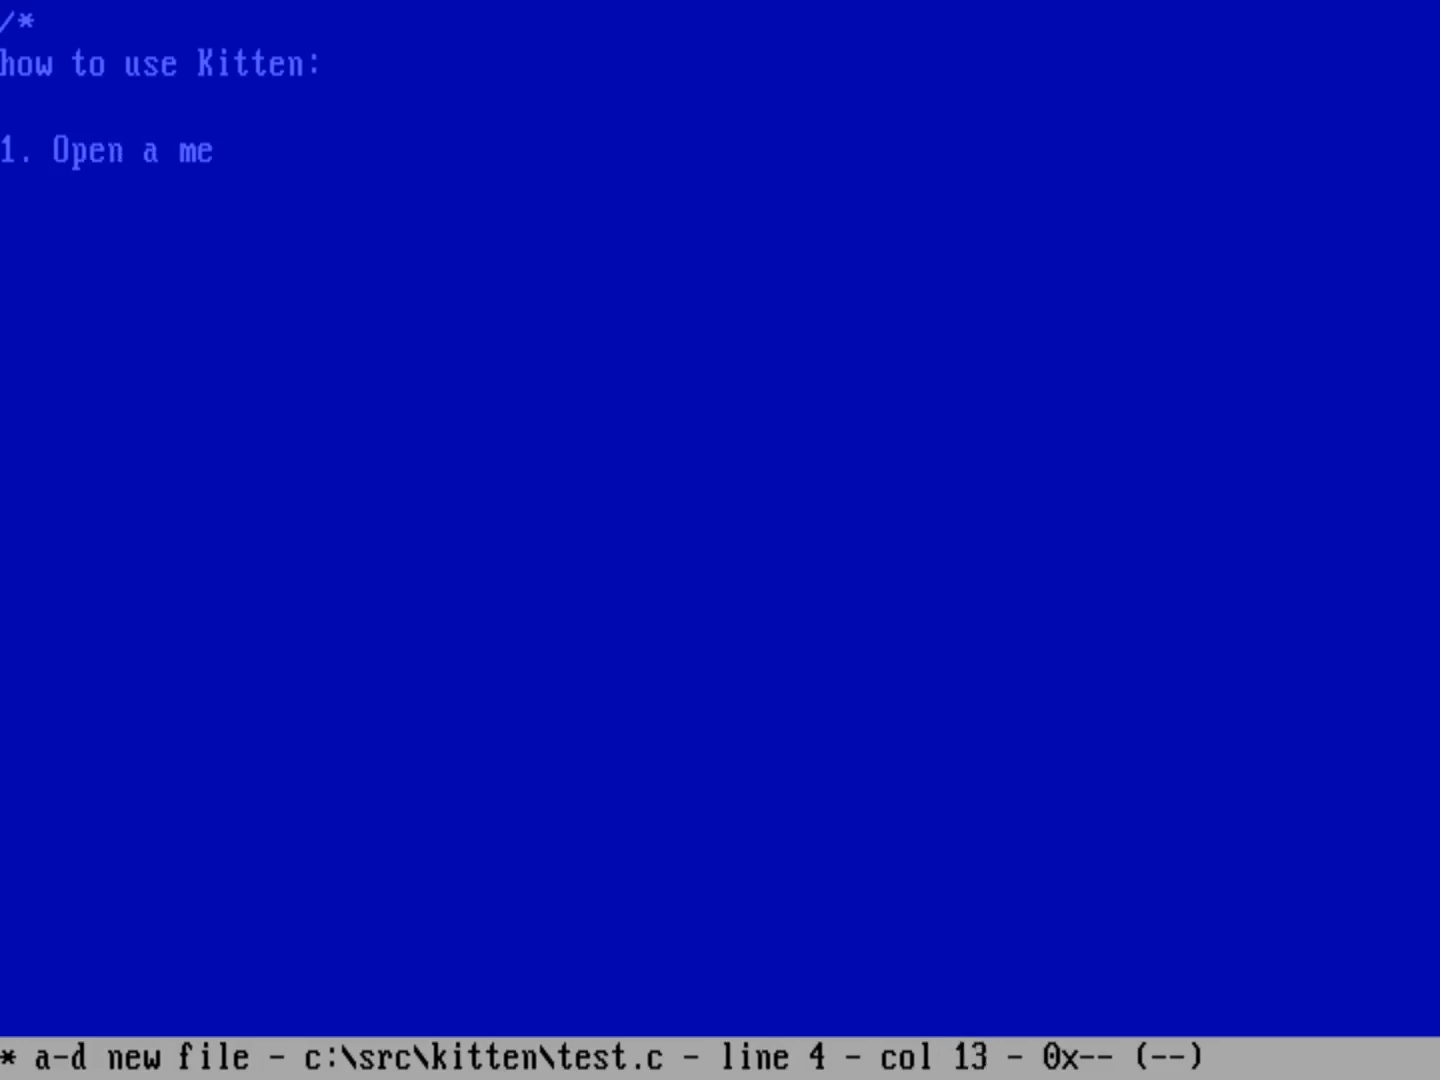 /*
how to use Kitten:
1. Open a me
* a-d new file - c:\src\kitten\test.c - line 4 - col 13 - 0x-- (--)